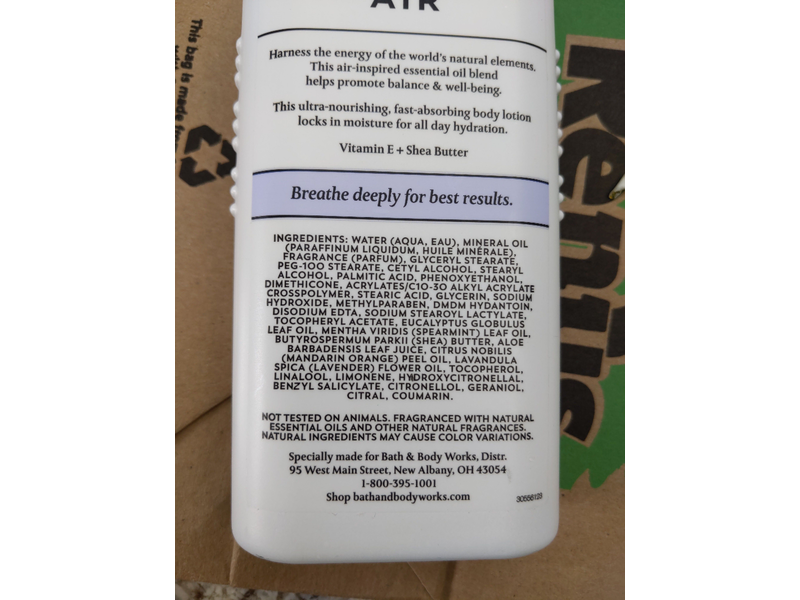 AIR
Harness the energy of the world's natural elements.
This air-inspired essential oil blend
helps promote balance & well-being.
This ultra-nourishing, fast-absorbing body lotion
locks in moisture for all day hydration.
Vitamin E + Shea Butter
Breathe deeply for best results.
INGREDIENTS: WATER (AQUA, EAU), MINERAL OIL
(PARAFFINUM LIQUIDUM, HUILE MINÉRALE),
FRAGRANCE (PARFUM), GLYCERYL STEARATE,
PEG-100 STEARATE, CETYL ALCOHOL, STEARYL
ALCOHOL, PALMITIC ACID, PHENOXYETHANOL,
DIMETHICONE, ACRYLATES/C10-30 ALKYL ACRYLATE
CROSSPOLYMER, STEARIC ACID, GLYCERIN, SODIUM
HYDROXIDE, METHYLPARABEN, DMDM HYDANTOIN,
DISODIUM EDTA, SODIUM STEAROYL LACTYLATE,
TOCOPHERYL ACETATE, EUCALYPTUS GLOBULUS
LEAF OIL, MENTHA VIRIDIS (SPEARMINT) LEAF OIL,
BUTYROSPERMUM PARKII (SHEA) BUTTER, ALOE
BARBADENSIS LEAF JUICE, CITRUS NOBILIS
(MANDARIN ORANGE) PEEL OIL, LAVANDULA
SPICA (LAVENDER) FLOWER OIL, TOCOPHEROL,
LINALOOL, LIMONENE, HYDROXYCITRONELLAL,
BENZYL SALICYLATE, CITRONELLOL, GERANIOL,
CITRAL, COUMARIN.
NOT TESTED ON ANIMALS. FRAGRANCED WITH NATURAL
ESSENTIAL OILS AND OTHER NATURAL FRAGRANCES.
NATURAL INGREDIENTS MAY CAUSE COLOR VARIATIONS.
Specially made for Bath & Body Works, Distr.
95 West Main Street, New Albany, OH 43054
1-800-395-1001
Shop bathandbodyworks.com
30556123
This bag is made